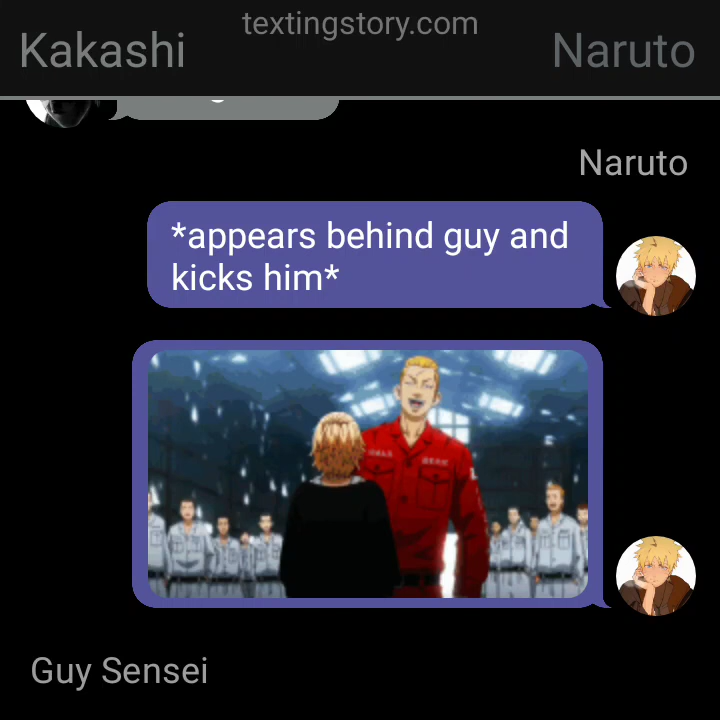 textingstory.com
Kakashi
Naruto
Naruto
*appears behind guy and
kicks him*
Guy Sensei